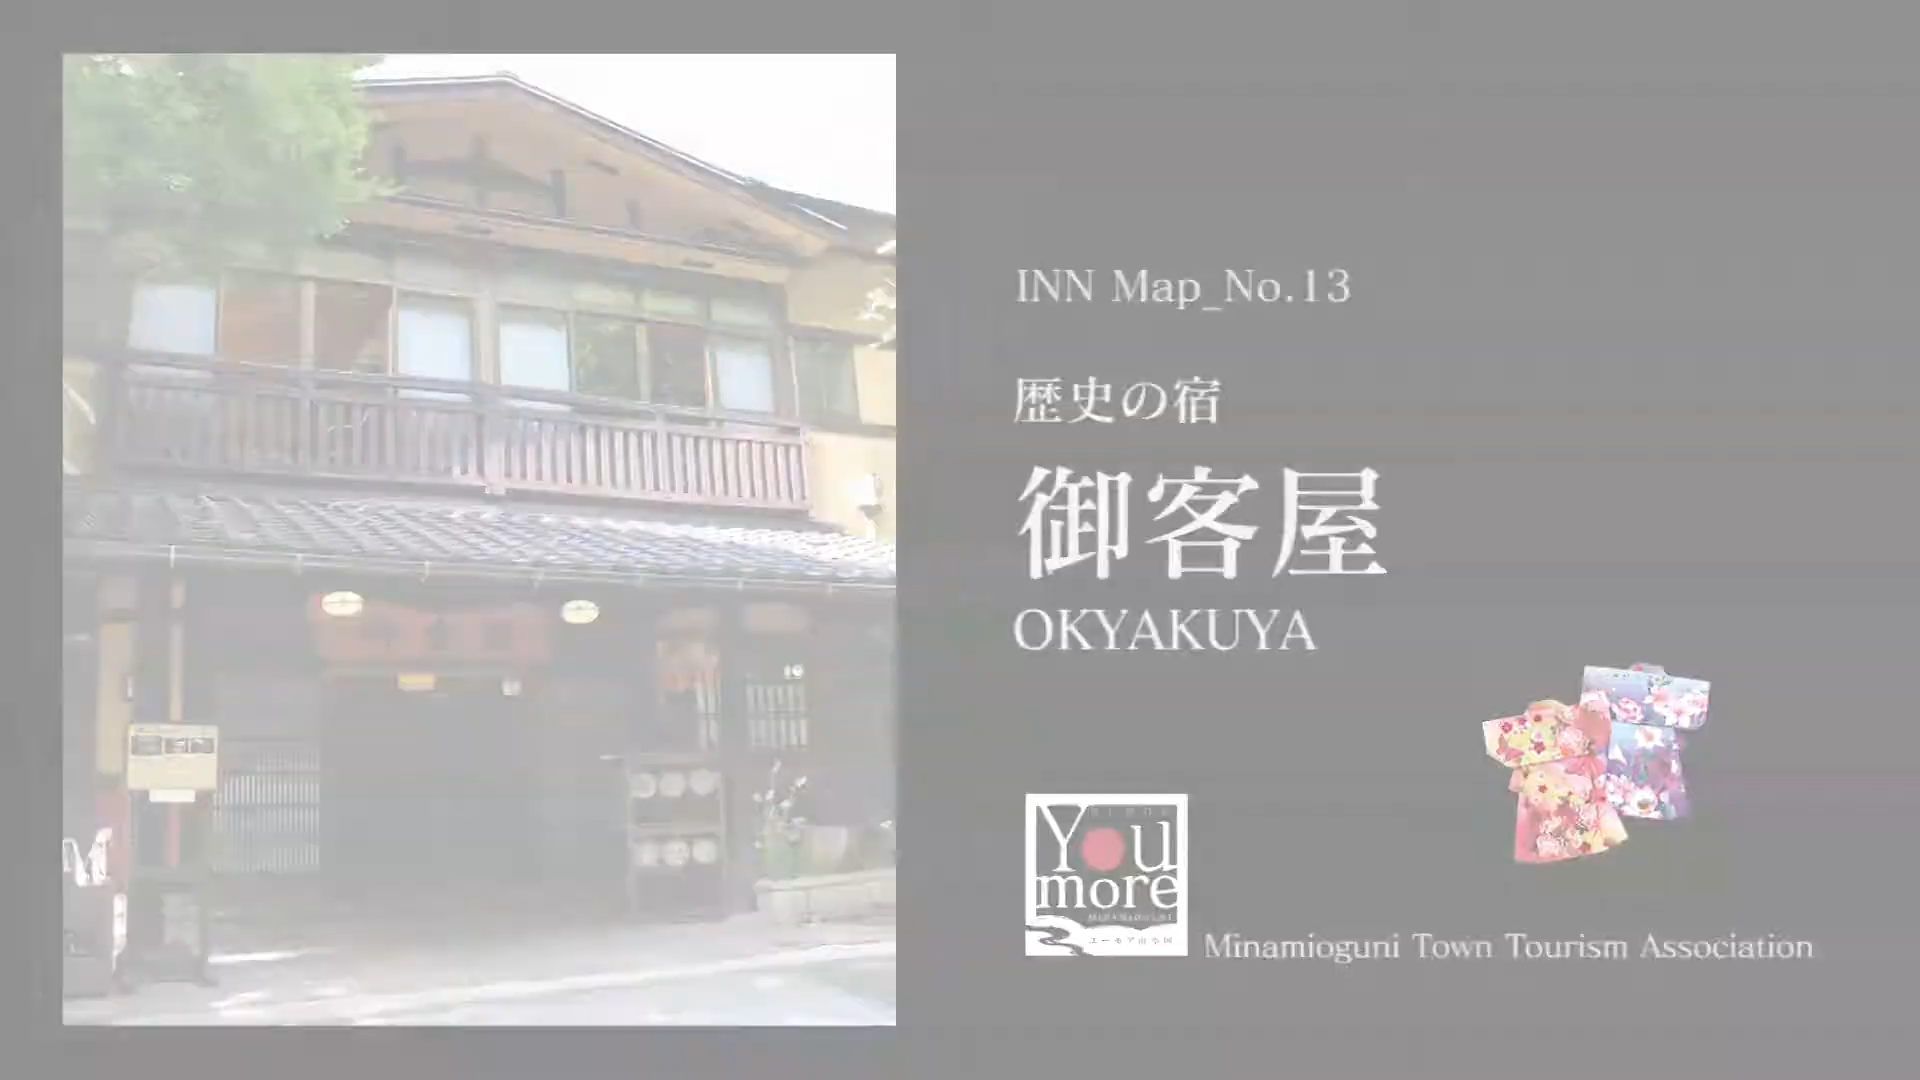 INN Map_No.13
歴史の宿
御客屋
OKYAKUYA
You
more
Minamioguni Town Tourism Association